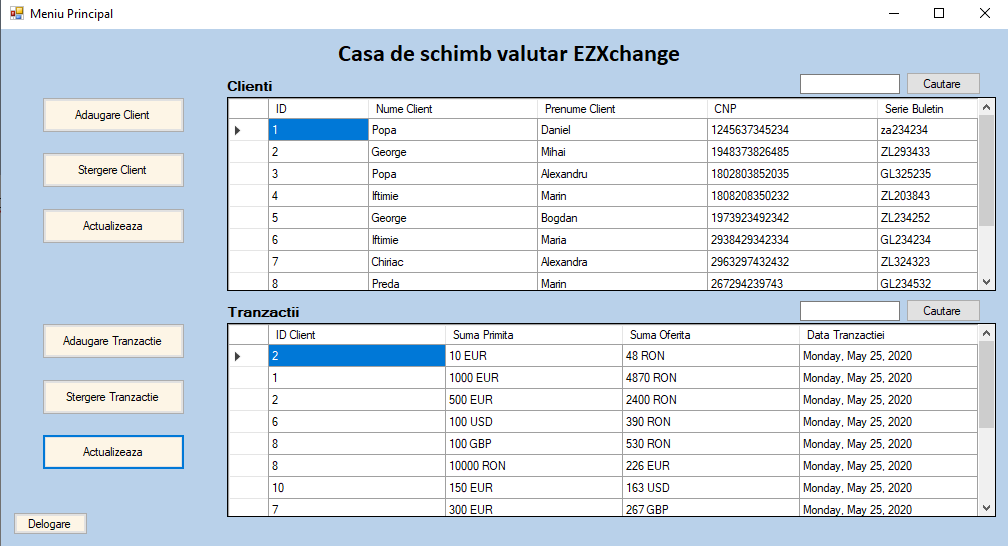 Meniu Principal
Casa de schimb valutar EZXchange
Clienti
Cautare
Adaugare Client
Stergere Client
Actualizeaza
ID Nume Client Prenume Client CNP Serie Buletin
1 Popa Daniel 1245637345234 za234234
2 George Mihai 1948373826485 ZL293433
3 Popa Alexandru 1802803852035 GL325235
4 Iftimie Marin 1808208350232 ZL203843
5 George Bogdan 1973923492342 ZL234252
6 Iftimie Maria 2938429342334 GL234234
7 Chiriac Alexandra 2963297432432 ZL324323
8 Preda Marin 267294239743 GL234532
Tranzactii
Cautare
Adaugare Tranzactie
Stergere Tranzactie
Actualizeaza
ID Client Suma Primita Suma Oferita Data Tranzactiei
2 10 EUR 48 RON Monday, May 25, 2020
1 1000 EUR 4870 RON Monday, May 25, 2020
2 500 EUR 2400 RON Monday, May 25, 2020
6 100 USD 390 RON Monday, May 25, 2020
8 100 GBP 530 RON Monday, May 25, 2020
8 10000 RON 226 EUR Monday, May 25, 2020
10 150 EUR 163 USD Monday, May 25, 2020
7 300 EUR 267 GBP Monday, May 25, 2020
Delogare